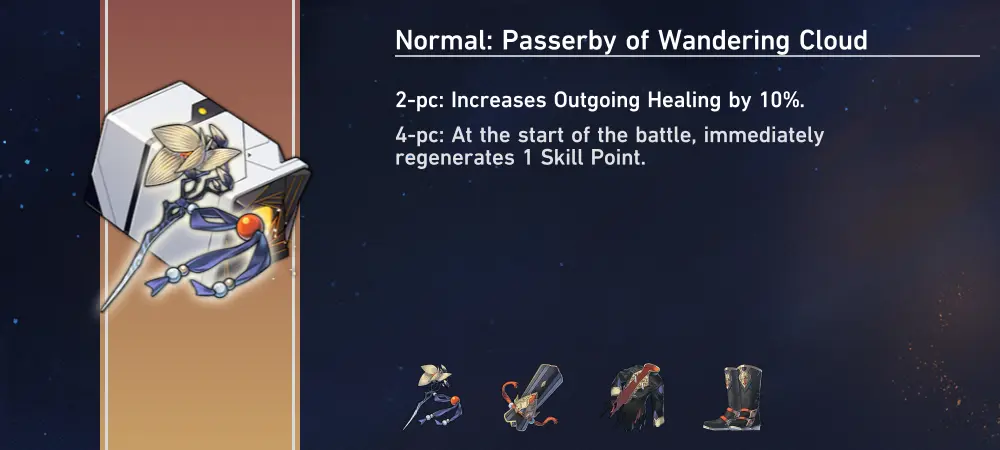 Normal: Passerby of Wandering Cloud
2-pc: Increases Outgoing Healing by 10%.
4-pc: At the start of the battle, immediately
regenerates 1 Skill Point.